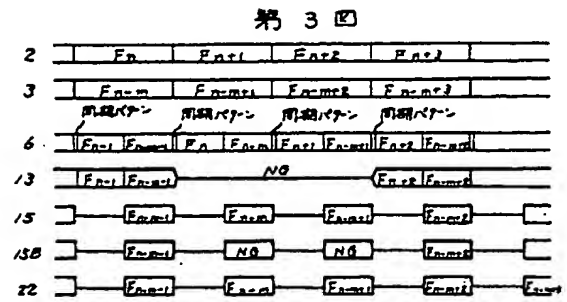 第 3 図
2 Fn Fn+1 Fn+2 Fn+3
3 Fn-m Fn-m+1 Fn-m+2 Fn-m+3
同期パターン 同期パターン 同期パターン 同期パターン
6 Fn-1 Fn-m-1 Fn Fn-m Fn+1 Fn-m+1 Fn+2 Fn-m+2
13 Fn-1 Fn-m-1 NG Fn+2 Fn-m+2
15 Fn-m-1 Fn-m Fn-m+1 Fn-m+2
15B Fn-m-1 NG NG Fn-m+2
22 Fn-m-1 Fn-m Fn-m+1 Fn-m+2